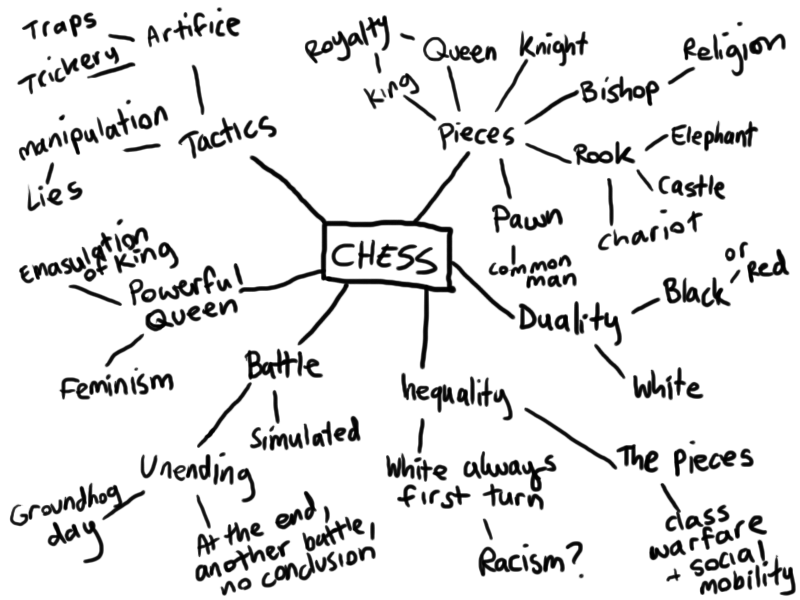 Traps
Artifice
Trickery
manipulation
Tactics
Lies
Royalty
Queen
King
Knight
Religion
Bishop
Pieces
Rook
Elephant
Castle
chariot
Pawn
common
man
CHESS
Emasulation
of King
Powerful
Queen
Feminism
Duality
Black
or
Red
White
Battle
Simulated
Unending
Groundhog
day
At the end,
another battle,
no conclusion
Inequality
White always
first turn
Racism?
The pieces
class
warfare
+ social
mobility